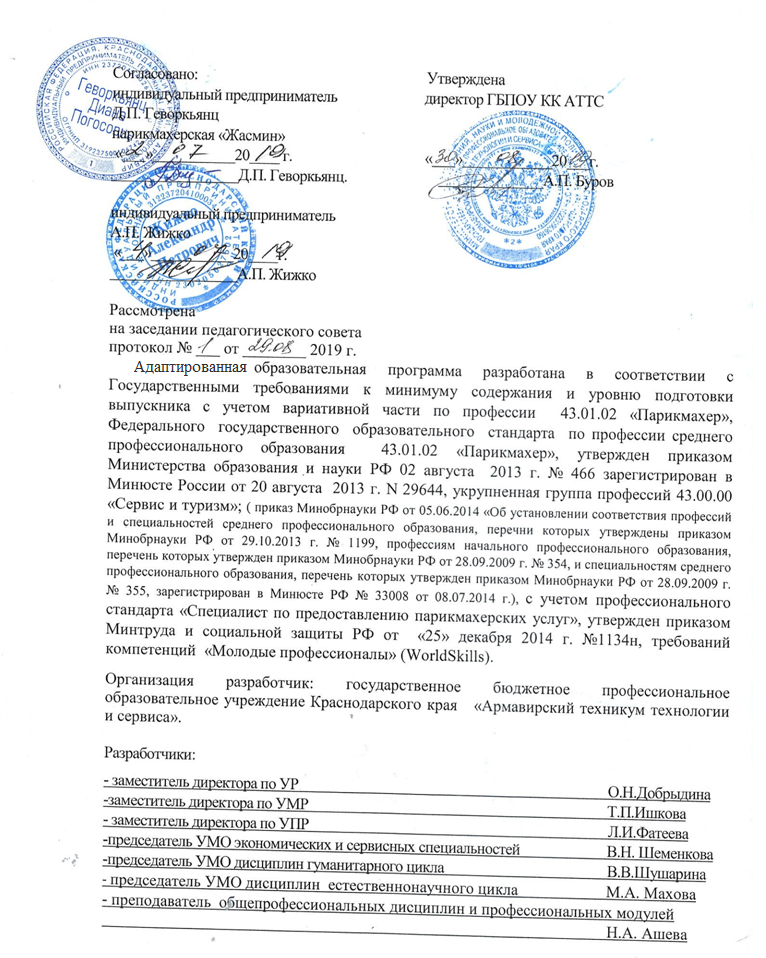 Согласовано:
индивидуальный предприниматель
Д.П. Геворкьянц
парикмахерская «Жасмин»
« » 07 20 19 г.
Д.П. Геворкьянц.
индивидуальный предприниматель
А.П. Жижко
« » 20 19 г.
А.П. Жижко
Утверждена
директор ГБПОУ КК АТТС
«30» 08 20 19 г.
А.П. Буров
Геворкьянц
Диана
Погосовна
Жижко
Александр
Петрович
Рассмотрена
на заседании педагогического совета
протокол № 1 от 29.08 2019 г.
Адаптированная образовательная программа разработана в соответствии с
Государственными требованиями к минимуму содержания и уровню подготовки
выпускника с учетом вариативной части по профессии 43.01.02 «Парикмахер»,
Федерального государственного образовательного стандарта по профессии среднего
профессионального образования 43.01.02 «Парикмахер», утвержден приказом
Министерства образования и науки РФ 02 августа 2013 г. № 466 зарегистрирован в
Минюсте России от 20 августа 2013 г. N 29644, укрупненная группа профессий 43.00.00
«Сервис и туризм»; ( приказ Минобрнауки РФ от 05.06.2014 «Об установлении соответствия профессий
и специальностей среднего профессионального образования, перечни которых утверждены приказом
Минобрнауки РФ от 29.10.2013 г. № 1199, профессиям начального профессионального образования,
перечень которых утвержден приказом Минобрнауки РФ от 28.09.2009 г. № 354, и специальностям среднего
профессионального образования, перечень которых утвержден приказом Минобрнауки РФ от 28.09.2009 г.
№ 355, зарегистрирован в Минюсте РФ № 33008 от 08.07.2014 г.), с учетом профессионального
стандарта «Специалист по предоставлению парикмахерских услуг», утвержден приказом
Минтруда и социальной защиты РФ от «25» декабря 2014 г. №1134н, требований
компетенций «Молодые профессионалы» (WorldSkills).
Организация разработчик: государственное бюджетное профессиональное
образовательное учреждение Краснодарского края «Армавирский техникум технологии
и сервиса».
Разработчики:
- заместитель директора по УР О.Н.Добрыдина
-заместитель директора по УМР Т.П.Ишкова
- заместитель директора по УПР Л.И.Фатеева
-председатель УМО экономических и сервисных специальностей В.Н. Шеменкова
-председатель УМО дисциплин гуманитарного цикла В.В.Шушарина
- председатель УМО дисциплин естественнонаучного цикла М.А. Махова
- преподаватель общепрофессиональных дисциплин и профессиональных модулей
Н.А. Ашева